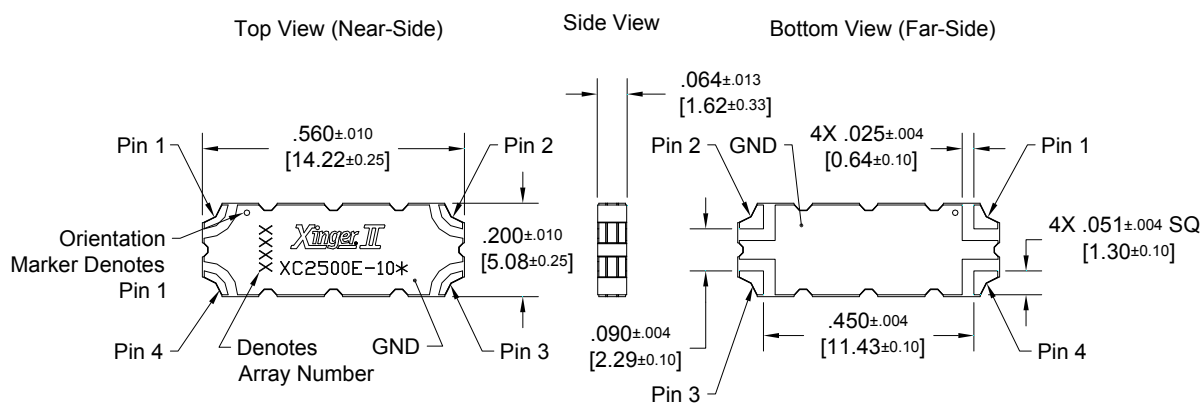 Top View (Near-Side)
Side View
Bottom View (Far-Side)
.064±.013
[1.62±0.33]
Pin 1
.560±.010
[14.22±0.25]
Pin 2
Pin 2
GND
4X .025±.004
[0.64±0.10]
Pin 1
Orientation
Marker Denotes
Pin 1
XXXX
Xinger II
XC2500E-10*
.200±.010
[5.08±0.25]
4X .051±.004 SQ
[1.30±0.10]
Pin 4
Denotes
Array Number
GND
Pin 3
.090±.004
[2.29±0.10]
.450±.004
[11.43±0.10]
Pin 4
Pin 3